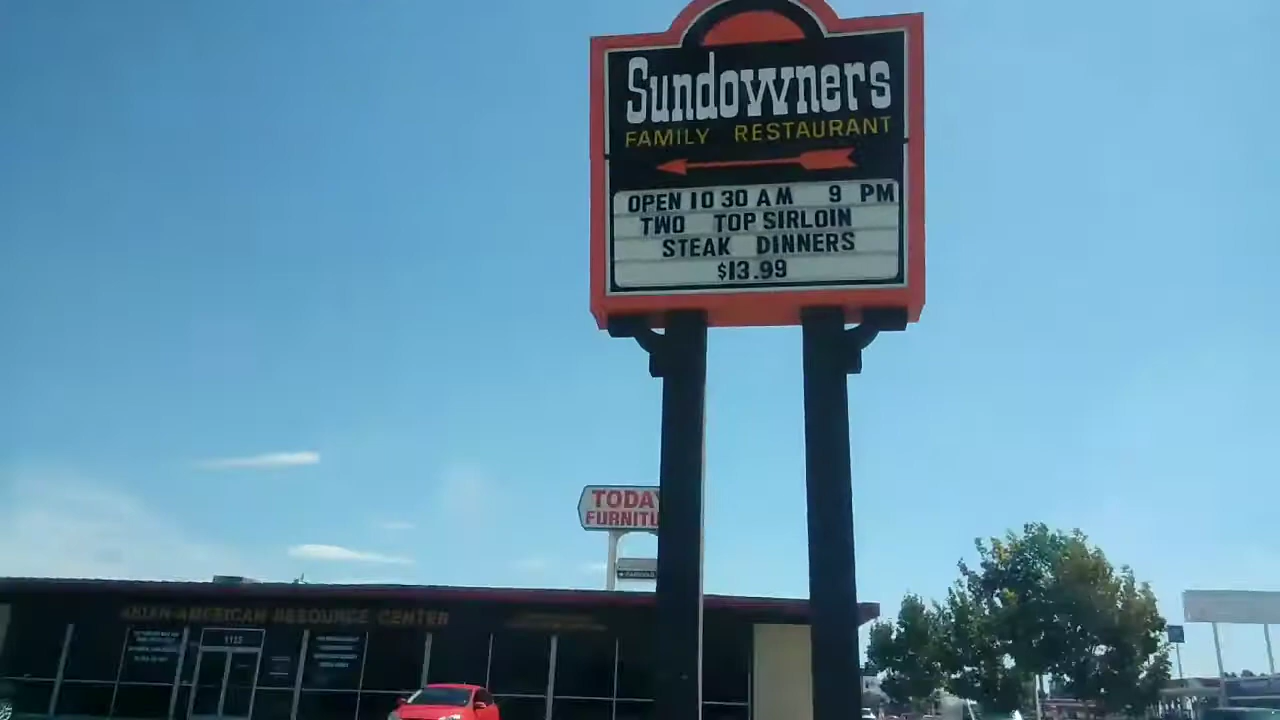 Sundowners
FAMILY RESTAURANT
OPEN 10 30 AM 9 PM
TWO TOP SIRLOIN
STEAK DINNERS
$13.99
TODAY
FURNITU
ASIAN-AMERICAN RESOURCE CENTER